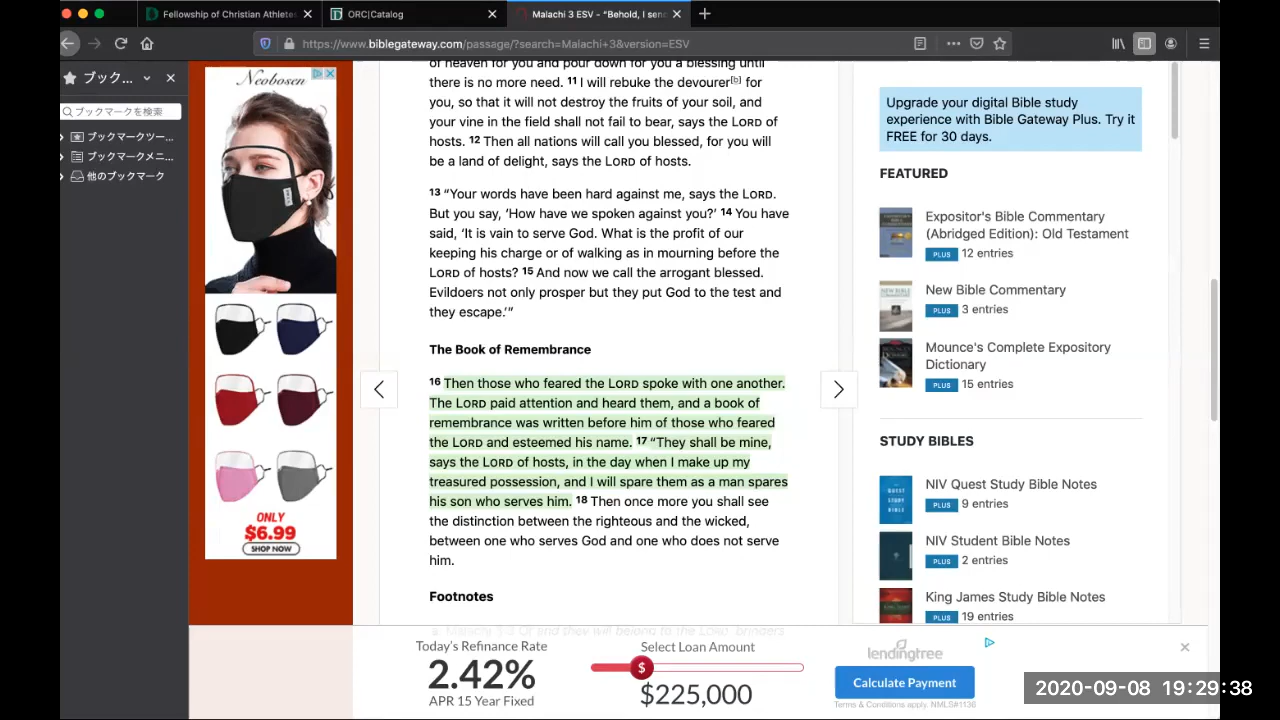 Fellowship of Christian Athletes
ORC|Catalog
Malachi 3 ESV - “Behold, I sen
https://www.biblegateway.com/passage/?search=Malachi+3&version=ESV
ブック...
ブックマークを検索
ブックマークツー...
ブックマークメニ...
他のブックマーク
Neobosen
ONLY
$6.99
SHOP NOW
of heaven for you and pour down for you a blessing until
there is no more need. 11 I will rebuke the devourer[b] for
you, so that it will not destroy the fruits of your soil, and
your vine in the field shall not fail to bear, says the LORD of
hosts. 12 Then all nations will call you blessed, for you will
be a land of delight, says the LORD of hosts.
13 “Your words have been hard against me, says the LORD.
But you say, ‘How have we spoken against you?’ 14 You have
said, ‘It is vain to serve God. What is the profit of our
keeping his charge or of walking as in mourning before the
LORD of hosts? 15 And now we call the arrogant blessed.
Evildoers not only prosper but they put God to the test and
they escape.’”
The Book of Remembrance
16 Then those who feared the LORD spoke with one another.
The LORD paid attention and heard them, and a book of
remembrance was written before him of those who feared
the LORD and esteemed his name. 17 “They shall be mine,
says the LORD of hosts, in the day when I make up my
treasured possession, and I will spare them as a man spares
his son who serves him. 18 Then once more you shall see
the distinction between the righteous and the wicked,
between one who serves God and one who does not serve
him.
Footnotes
Upgrade your digital Bible study
experience with Bible Gateway Plus. Try it
FREE for 30 days.
FEATURED
Expositor's Bible Commentary
(Abridged Edition): Old Testament
PLUS 12 entries
New Bible Commentary
PLUS 3 entries
Mounce's Complete Expository
Dictionary
PLUS 15 entries
STUDY BIBLES
NIV Quest Study Bible Notes
PLUS 9 entries
NIV Student Bible Notes
PLUS 2 entries
King James Study Bible Notes
PLUS 19 entries
Today's Refinance Rate
2.42%
APR 15 Year Fixed
Select Loan Amount
$
$225,000
lendingtree
Calculate Payment
Terms & Conditions apply. NMLS#1136
2020-09-08 19:29:38